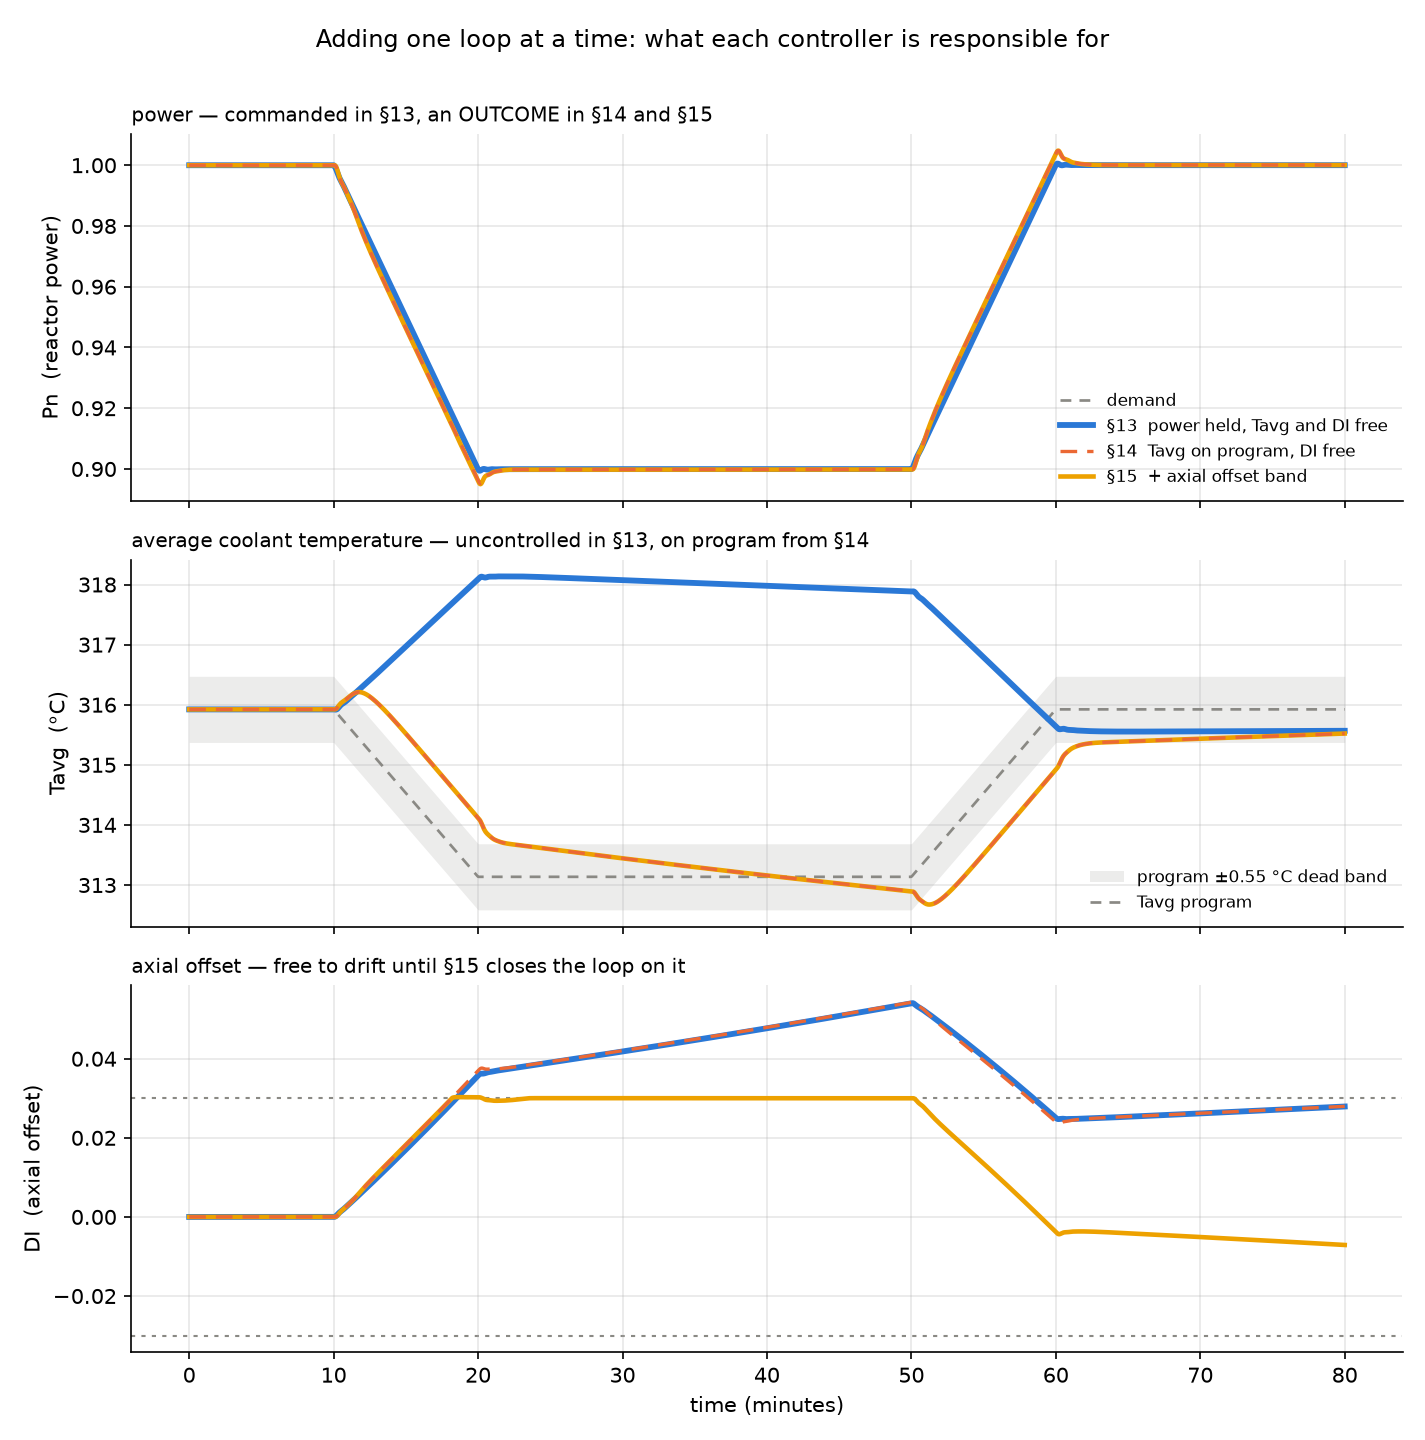 Adding one loop at a time: what each controller is responsible for
power — commanded in §13, an OUTCOME in §14 and §15
Pn (reactor power)
1.00
0.98
0.96
0.94
0.92
0.90
demand
§13 power held, Tavg and DI free
§14 Tavg on program, DI free
§15 + axial offset band
average coolant temperature — uncontrolled in §13, on program from §14
Tavg (°C)
318
317
316
315
314
313
program ±0.55 °C dead band
Tavg program
axial offset — free to drift until §15 closes the loop on it
DI (axial offset)
0.04
0.02
0.00
−0.02
0 10 20 30 40 50 60 70 80
time (minutes)